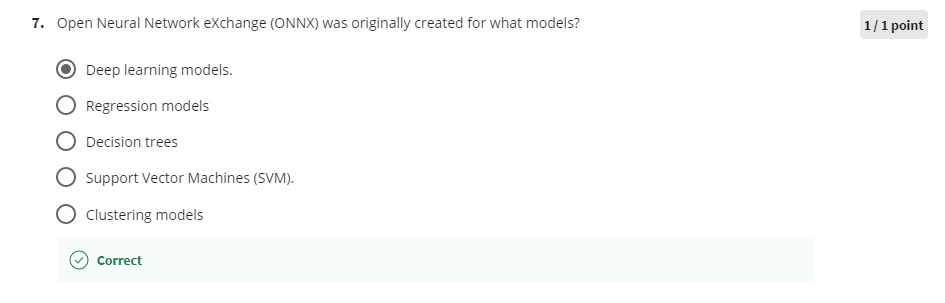 7. Open Neural Network eXchange (ONNX) was originally created for what models?
1 / 1 point
Deep learning models.
Regression models
Decision trees
Support Vector Machines (SVM).
Clustering models
Correct